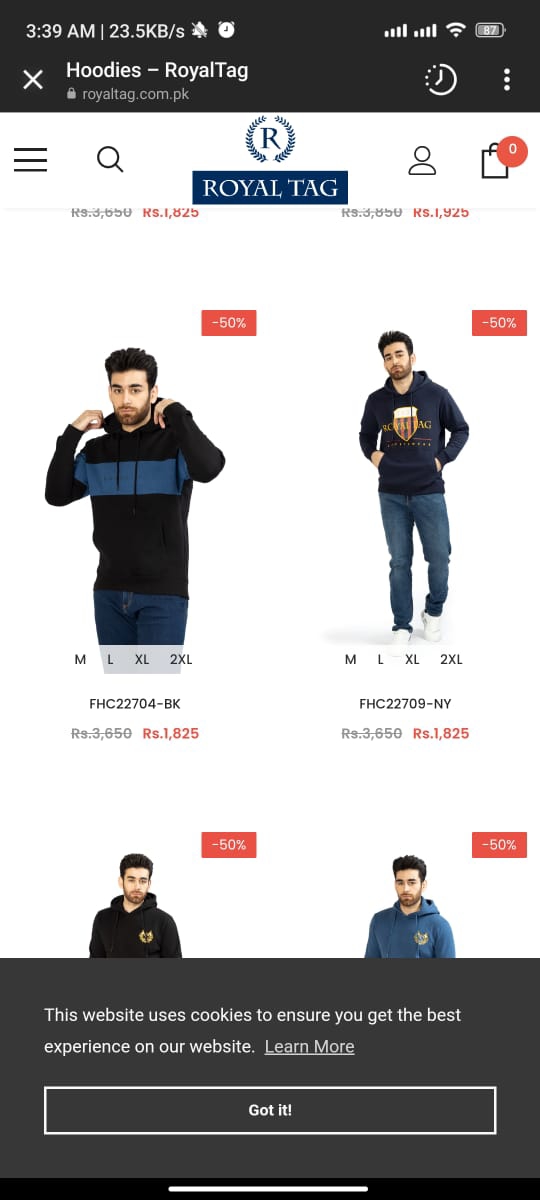 3:39 AM | 23.5KB/s
87
Hoodies – RoyalTag
royaltag.com.pk
R
ROYAL TAG
0
Rs.3,650 Rs.1,825
Rs.3,850 Rs.1,925
-50%
-50%
ROYAL TAG
M L XL 2XL
M L XL 2XL
FHC22704-BK
FHC22709-NY
Rs.3,650 Rs.1,825
Rs.3,650 Rs.1,825
-50%
-50%
This website uses cookies to ensure you get the best
experience on our website. Learn More
Got it!